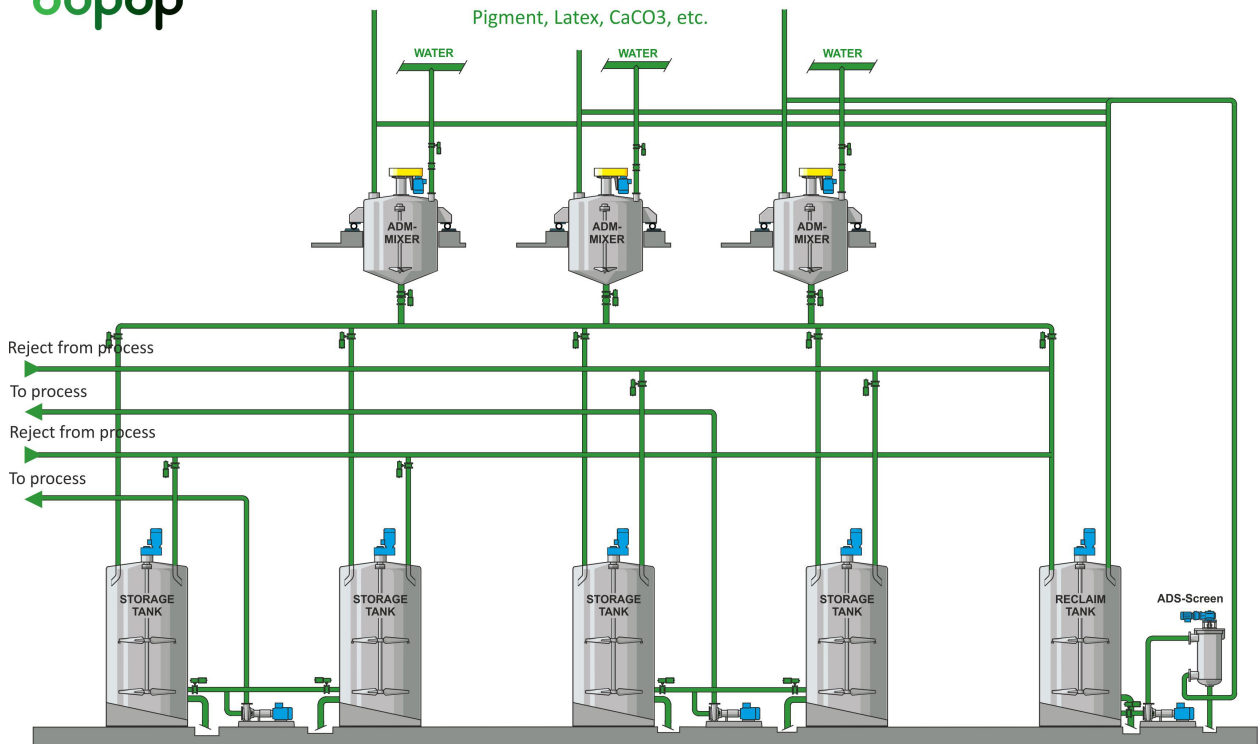 Pigment, Latex, CaCO3, etc.
WATER
WATER
WATER
ADM-
MIXER
ADM-
MIXER
ADM-
MIXER
Reject from process
To process
Reject from process
To process
STORAGE
TANK
STORAGE
TANK
STORAGE
TANK
STORAGE
TANK
RECLAIM
TANK
ADS-Screen